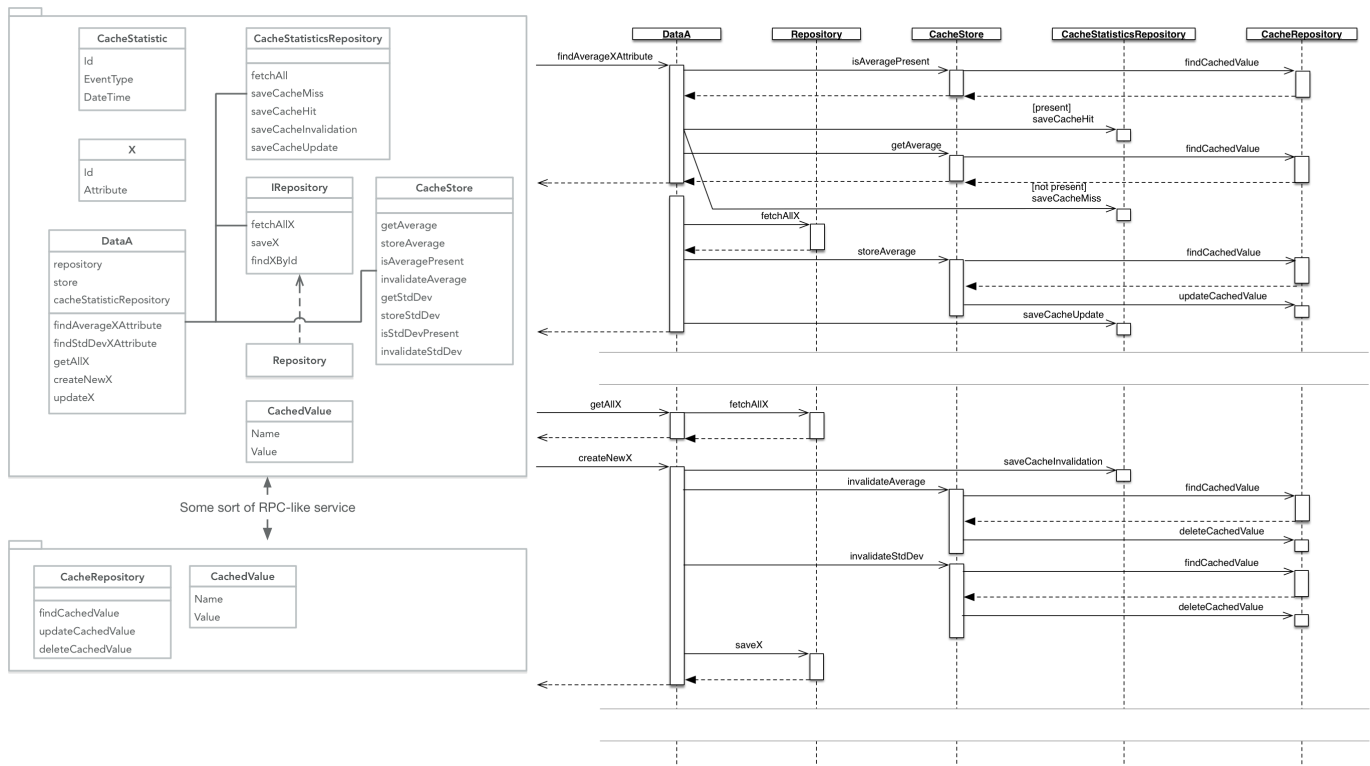 CacheStatistic
Id
EventType
DateTime
CacheStatisticsRepository
fetchAll
saveCacheMiss
saveCacheHit
saveCacheInvalidation
saveCacheUpdate
X
Id
Attribute
IRepository
fetchAllX
saveX
findXById
CacheStore
getAverage
storeAverage
isAveragePresent
invalidateAverage
getStdDev
storeStdDev
isStdDevPresent
invalidateStdDev
DataA
repository
store
cacheStatisticRepository
findAverageXAttribute
findStdDevXAttribute
getAllX
createNewX
updateX
Repository
CachedValue
Name
Value
Some sort of RPC-like service
CacheRepository
findCachedValue
updateCachedValue
deleteCachedValue
CachedValue
Name
Value
DataA
Repository
CacheStore
CacheStatisticsRepository
CacheRepository
findAverageXAttribute
isAveragePresent
findCachedValue
[present]
saveCacheHit
getAverage
findCachedValue
[not present]
saveCacheMiss
fetchAllX
storeAverage
findCachedValue
updateCachedValue
saveCacheUpdate
getAllX
fetchAllX
createNewX
saveCacheInvalidation
invalidateAverage
findCachedValue
deleteCachedValue
invalidateStdDev
findCachedValue
deleteCachedValue
saveX